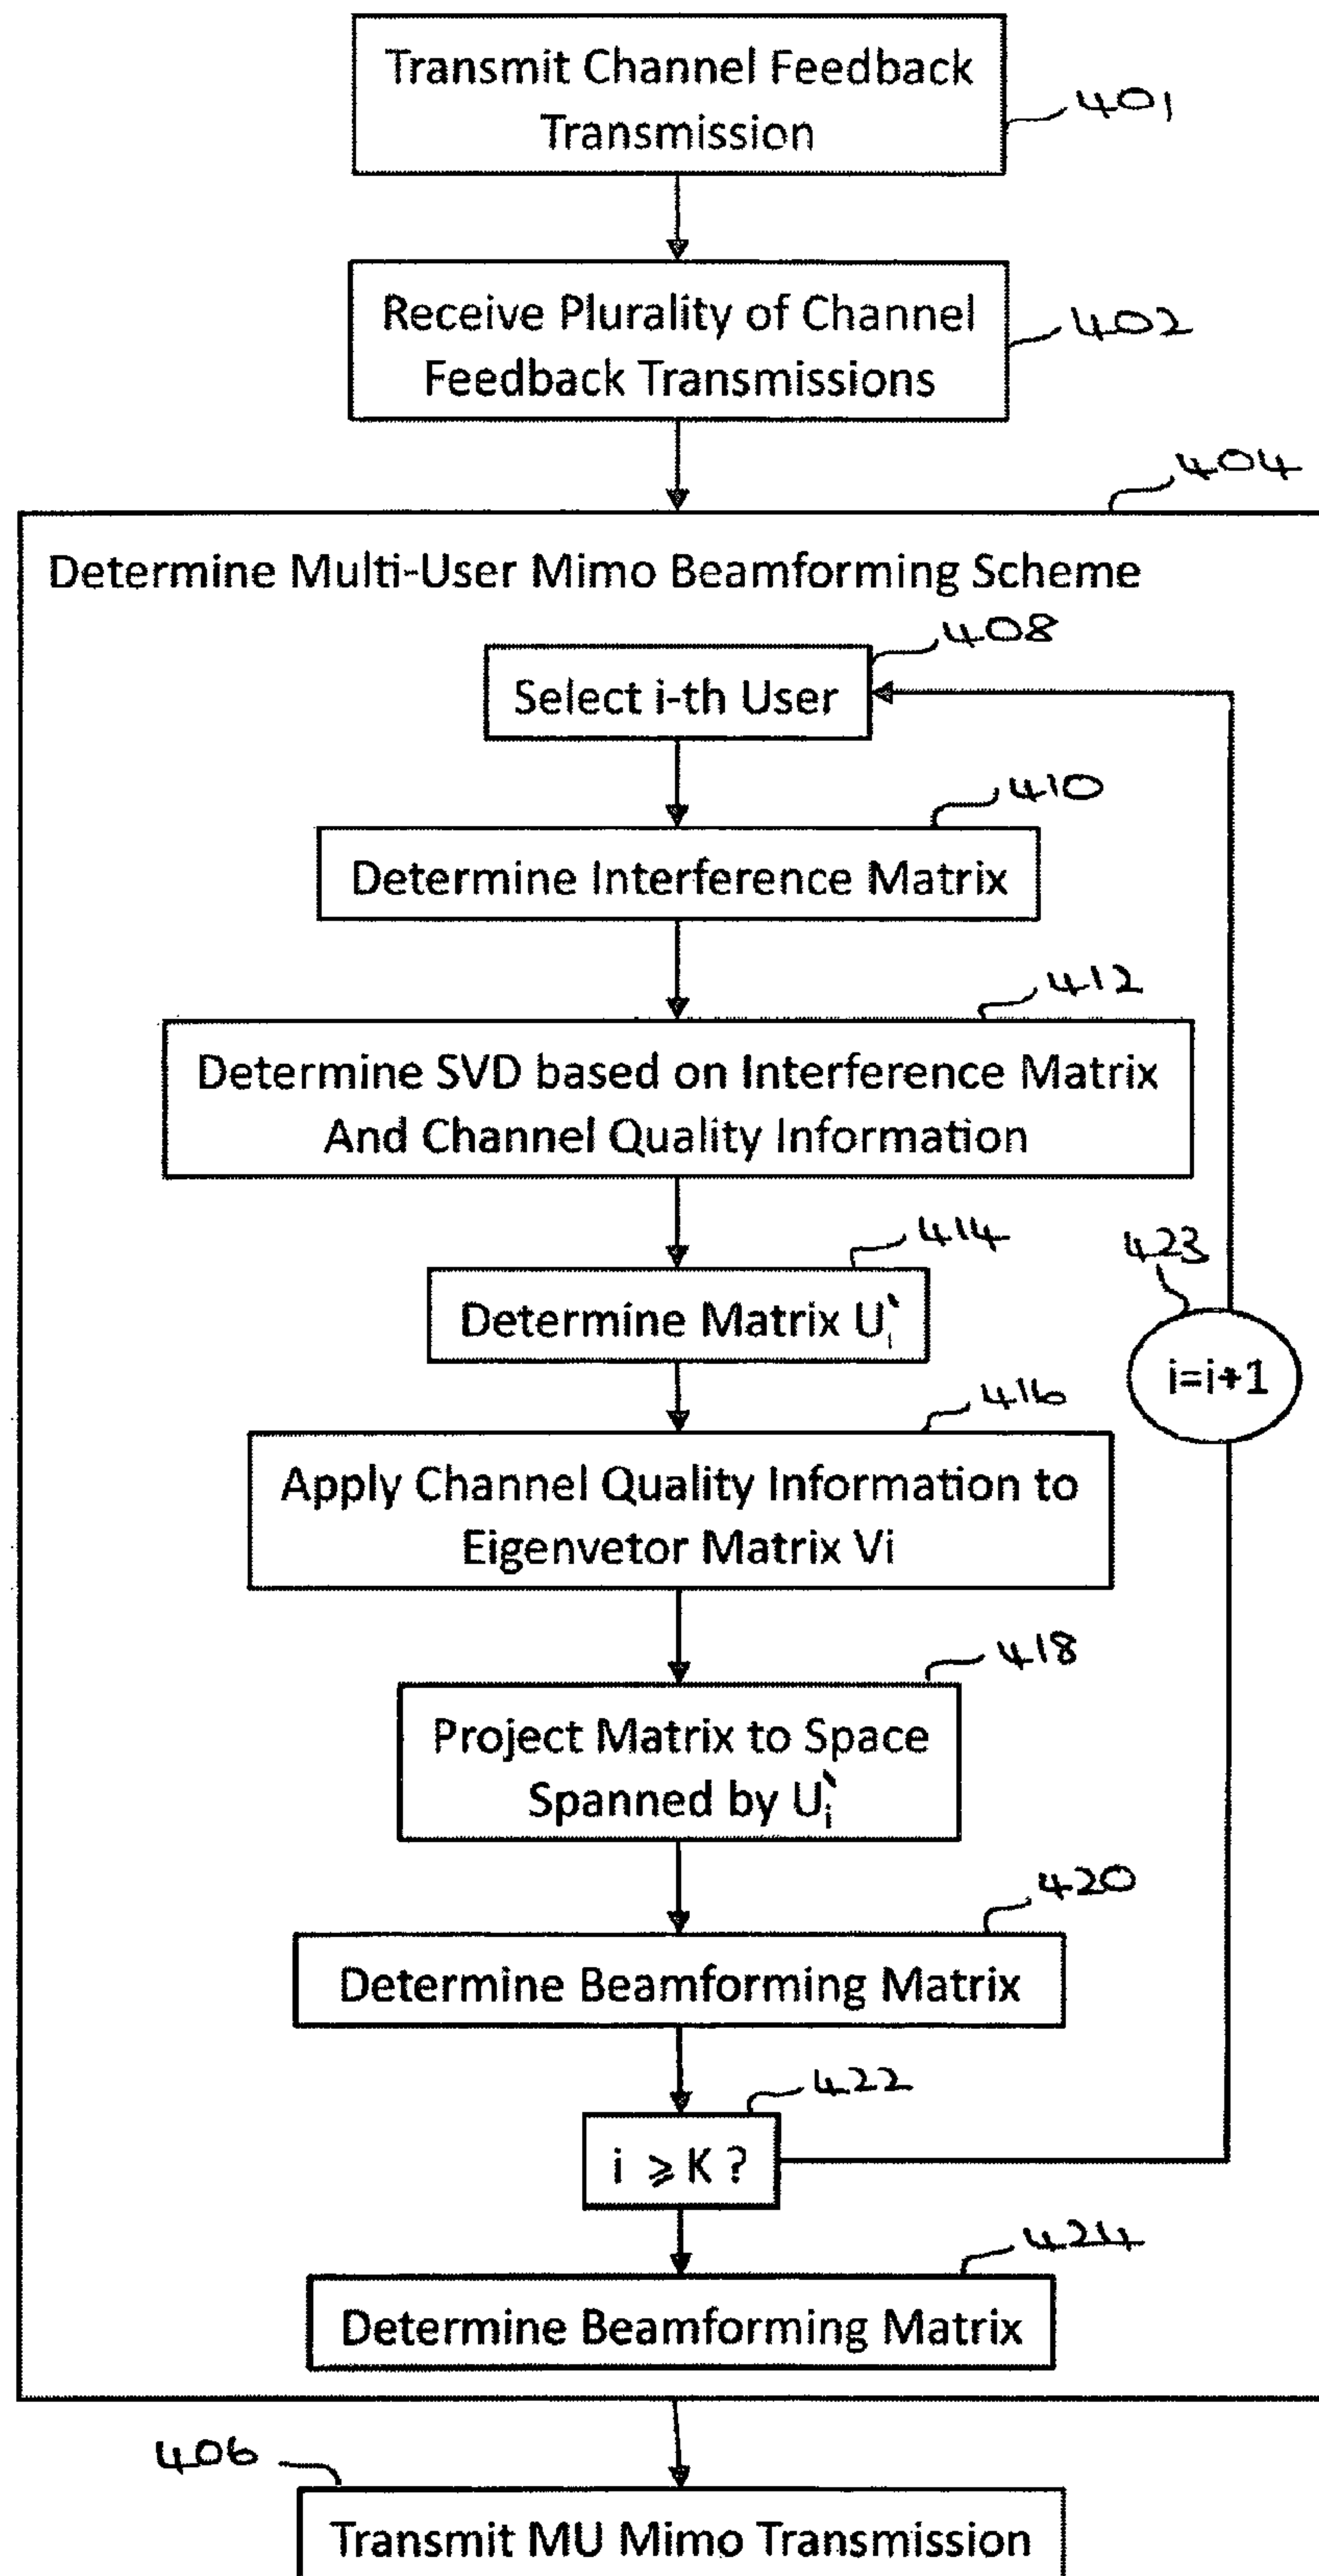 Transmit Channel Feedback
Transmission
401
Receive Plurality of Channel
Feedback Transmissions
402
404
Determine Multi-User Mimo Beamforming Scheme
408
Select i-th User
410
Determine Interference Matrix
412
Determine SVD based on Interference Matrix
And Channel Quality Information
414
Determine Matrix U'i
423
i=i+1
416
Apply Channel Quality Information to
Eigenvetor Matrix Vi
418
Project Matrix to Space
Spanned by U'i
420
Determine Beamforming Matrix
422
i ≥ K ?
424
Determine Beamforming Matrix
406
Transmit MU Mimo Transmission